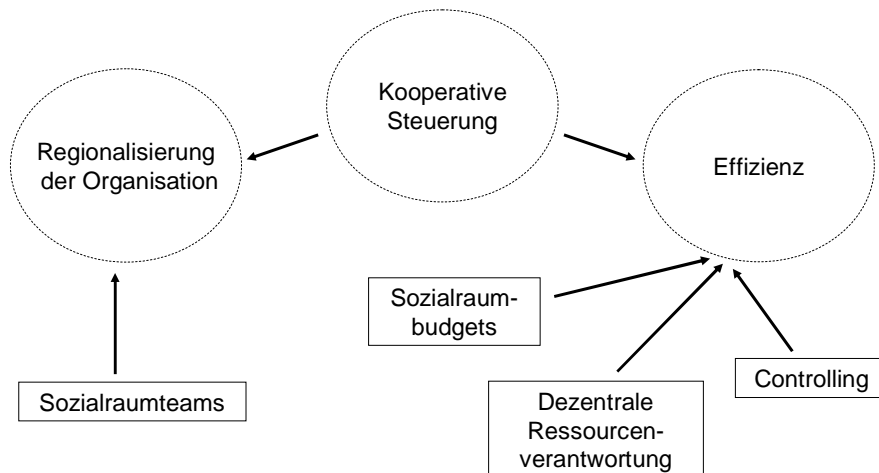 Kooperative
Steuerung
Regionalisierung
der Organisation
Effizienz
Sozialraum-
budgets
Sozialraumteams
Dezentrale
Ressourcen-
verantwortung
Controlling